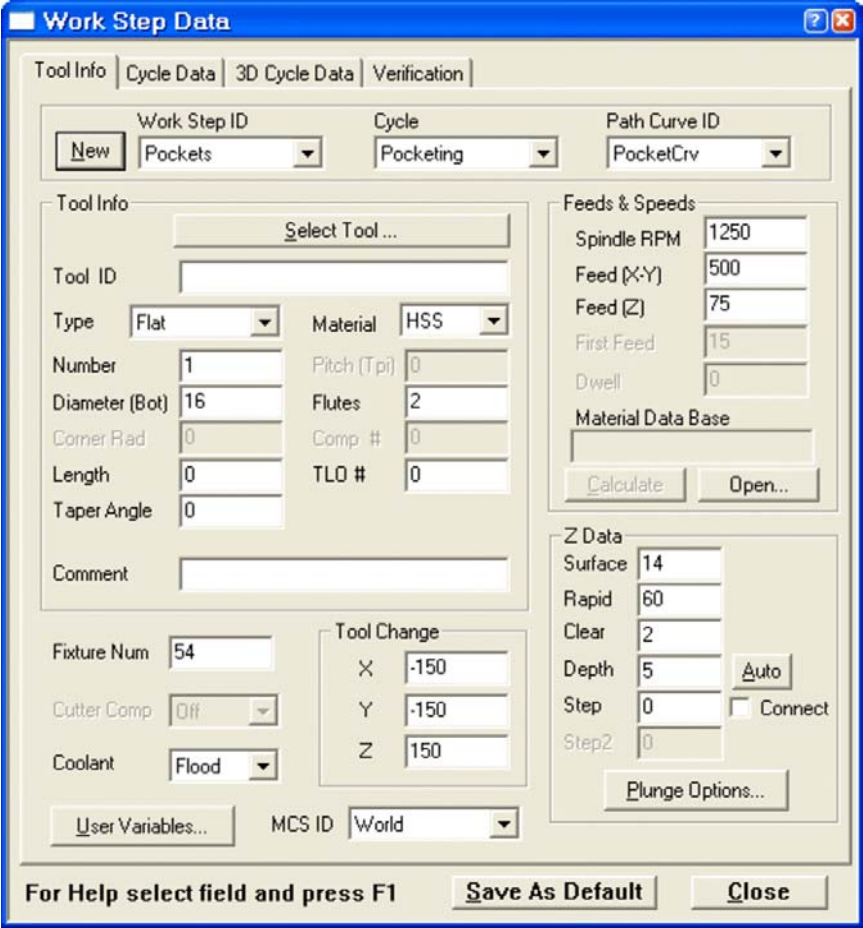 Work Step Data
Tool Info Cycle Data 3D Cycle Data Verification
Work Step ID Cycle Path Curve ID
New Pockets Pocketing PocketCrv
Tool Info
Select Tool ...
Tool ID
Type Flat Material HSS
Number 1 Pitch (Tpi) 0
Diameter (Bot) 16 Flutes 2
Corner Rad 0 Comp # 0
Length 0 TLO # 0
Taper Angle 0
Comment
Feeds & Speeds
Spindle RPM 1250
Feed (X-Y) 500
Feed (Z) 75
First Feed 15
Dwell 0
Material Data Base
Calculate Open...
Z Data
Surface 14
Rapid 60
Clear 2
Depth 5 Auto
Step 0 Connect
Step2 0
Plunge Options...
Fixture Num 54
Cutter Comp Off
Coolant Flood
Tool Change
X -150
Y -150
Z 150
User Variables... MCS ID World
For Help select field and press F1 Save As Default Close